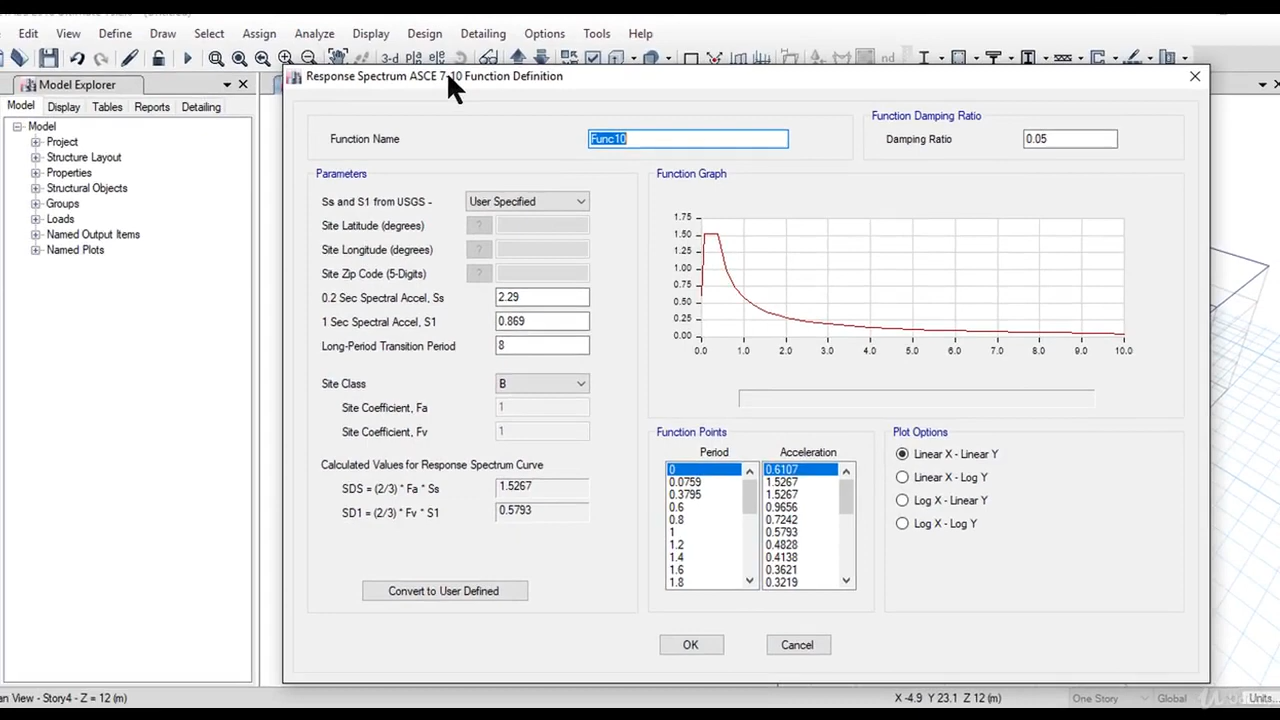 Edit View Define Draw Select Assign Analyze Display Design Detailing Options Tools Help
Response Spectrum ASCE 7-10 Function Definition
Model Explorer
Model Display Tables Reports Detailing
Model
Project
Structure Layout
Properties
Structural Objects
Groups
Loads
Named Output Items
Named Plots
Function Name Func10
Function Damping Ratio
Damping Ratio 0.05
Parameters
Ss and S1 from USGS - User Specified
Site Latitude (degrees) ?
Site Longitude (degrees) ?
Site Zip Code (5-Digits) ?
0.2 Sec Spectral Accel, Ss 2.29
1 Sec Spectral Accel, S1 0.869
Long-Period Transition Period 8
Site Class B
Site Coefficient, Fa 1
Site Coefficient, Fv 1
Calculated Values for Response Spectrum Curve
SDS = (2/3) * Fa * Ss 1.5267
SD1 = (2/3) * Fv * S1 0.5793
Convert to User Defined
Function Graph
1.75
1.50
1.25
1.00
0.75
0.50
0.25
0.00
0.0 1.0 2.0 3.0 4.0 5.0 6.0 7.0 8.0 9.0 10.0
Function Points
Period Acceleration
0 0.6107
0.0759 1.5267
0.3795 1.5267
0.6 0.9656
0.8 0.7242
1 0.5793
1.2 0.4828
1.4 0.4138
1.6 0.3621
1.8 0.3219
Plot Options
Linear X - Linear Y
Linear X - Log Y
Log X - Linear Y
Log X - Log Y
OK Cancel
an View - Story4 - Z = 12 (m) X -4.9 Y 23.1 Z 12 (m) One Story Global Units...